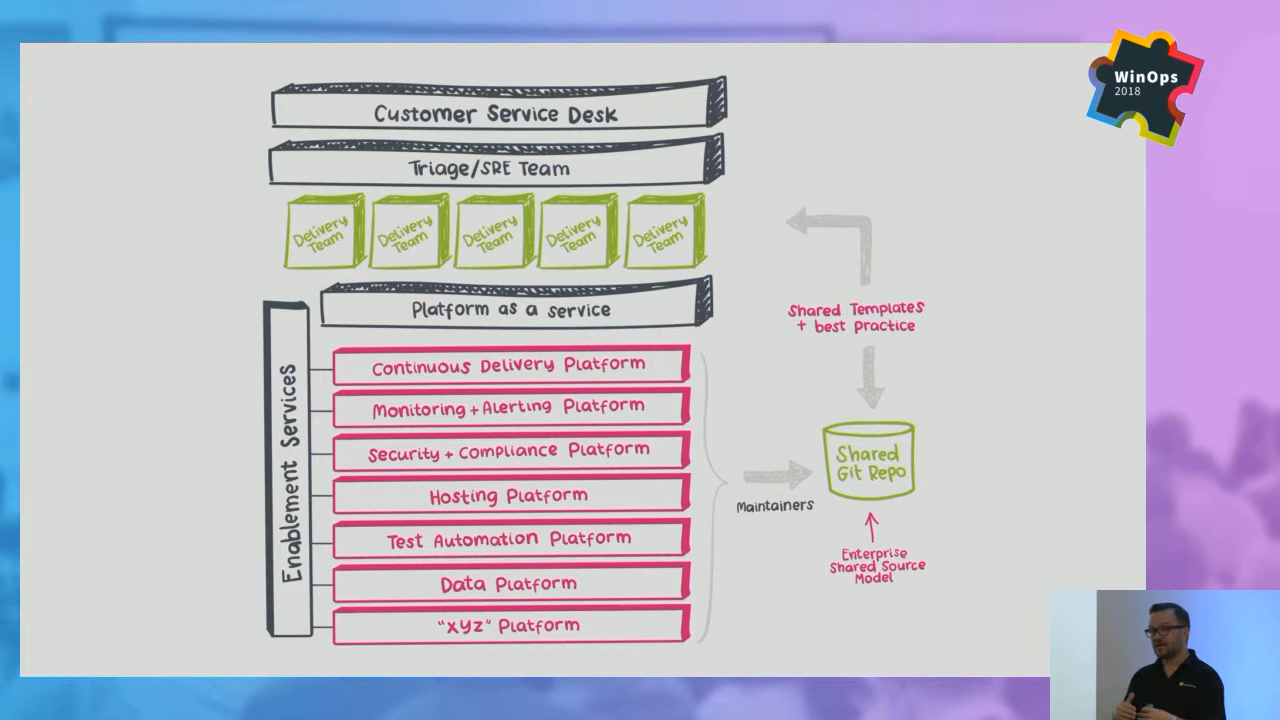 WinOps
2018
Customer Service Desk
Triage/SRE Team
Delivery
Team
Delivery
Team
Delivery
Team
Delivery
Team
Delivery
Team
Platform as a service
Enablement Services
Continuous Delivery Platform
Monitoring + Alerting Platform
Security + Compliance Platform
Hosting Platform
Test Automation Platform
Data Platform
"xyz" Platform
Maintainers
Shared Templates
+ best practice
Shared
Git Repo
Enterprise
Shared Source
Model